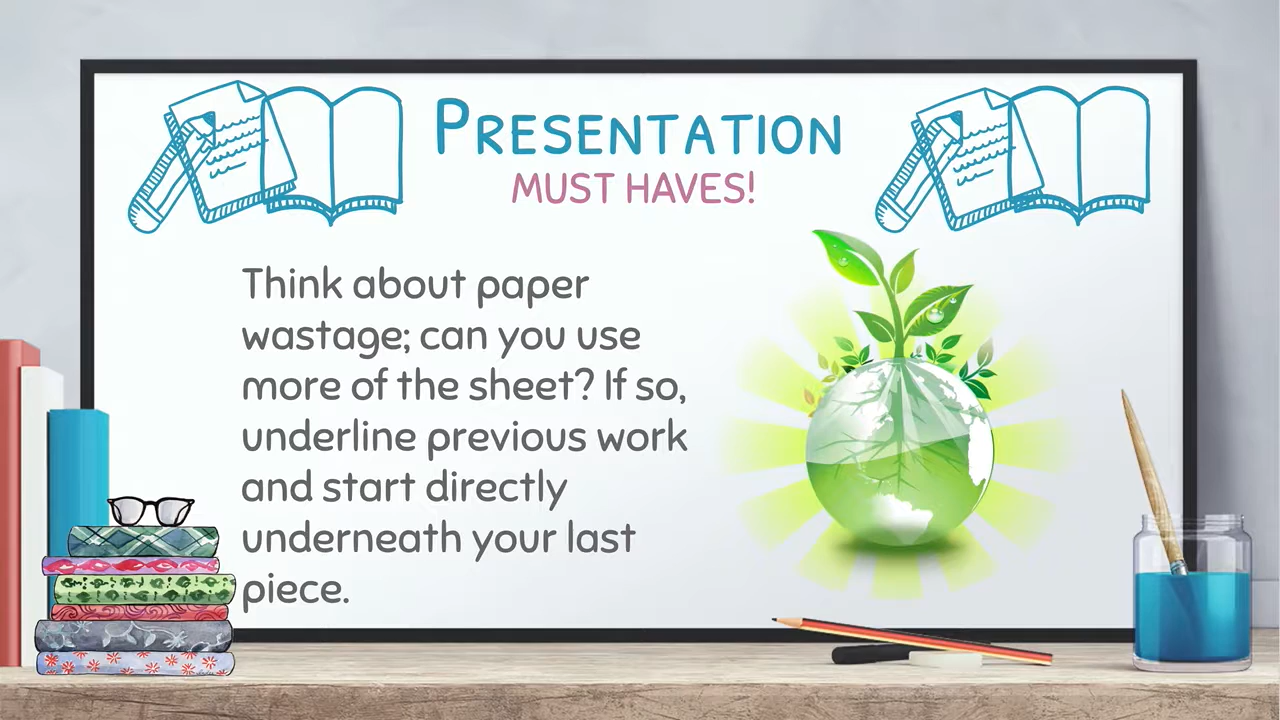 PRESENTATION
MUST HAVES!
Think about paper
wastage; can you use
more of the sheet? If so,
underline previous work
and start directly
underneath your last
piece.